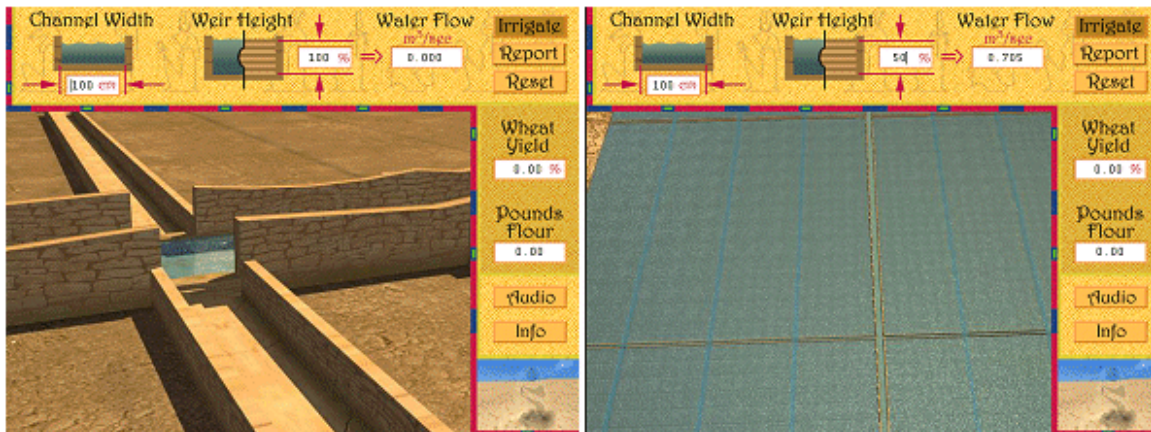 Channel Width
Weir Height
Water Flow
m³/sec
100 cm
100 %
0.000
Irrigate
Report
Reset
Wheat
Yield
0.00 %
Pounds
Flour
0.00
Audio
Info
Channel Width
Weir Height
Water Flow
m³/sec
100 cm
50 %
0.705
Irrigate
Report
Reset
Wheat
Yield
0.00 %
Pounds
Flour
0.00
Audio
Info